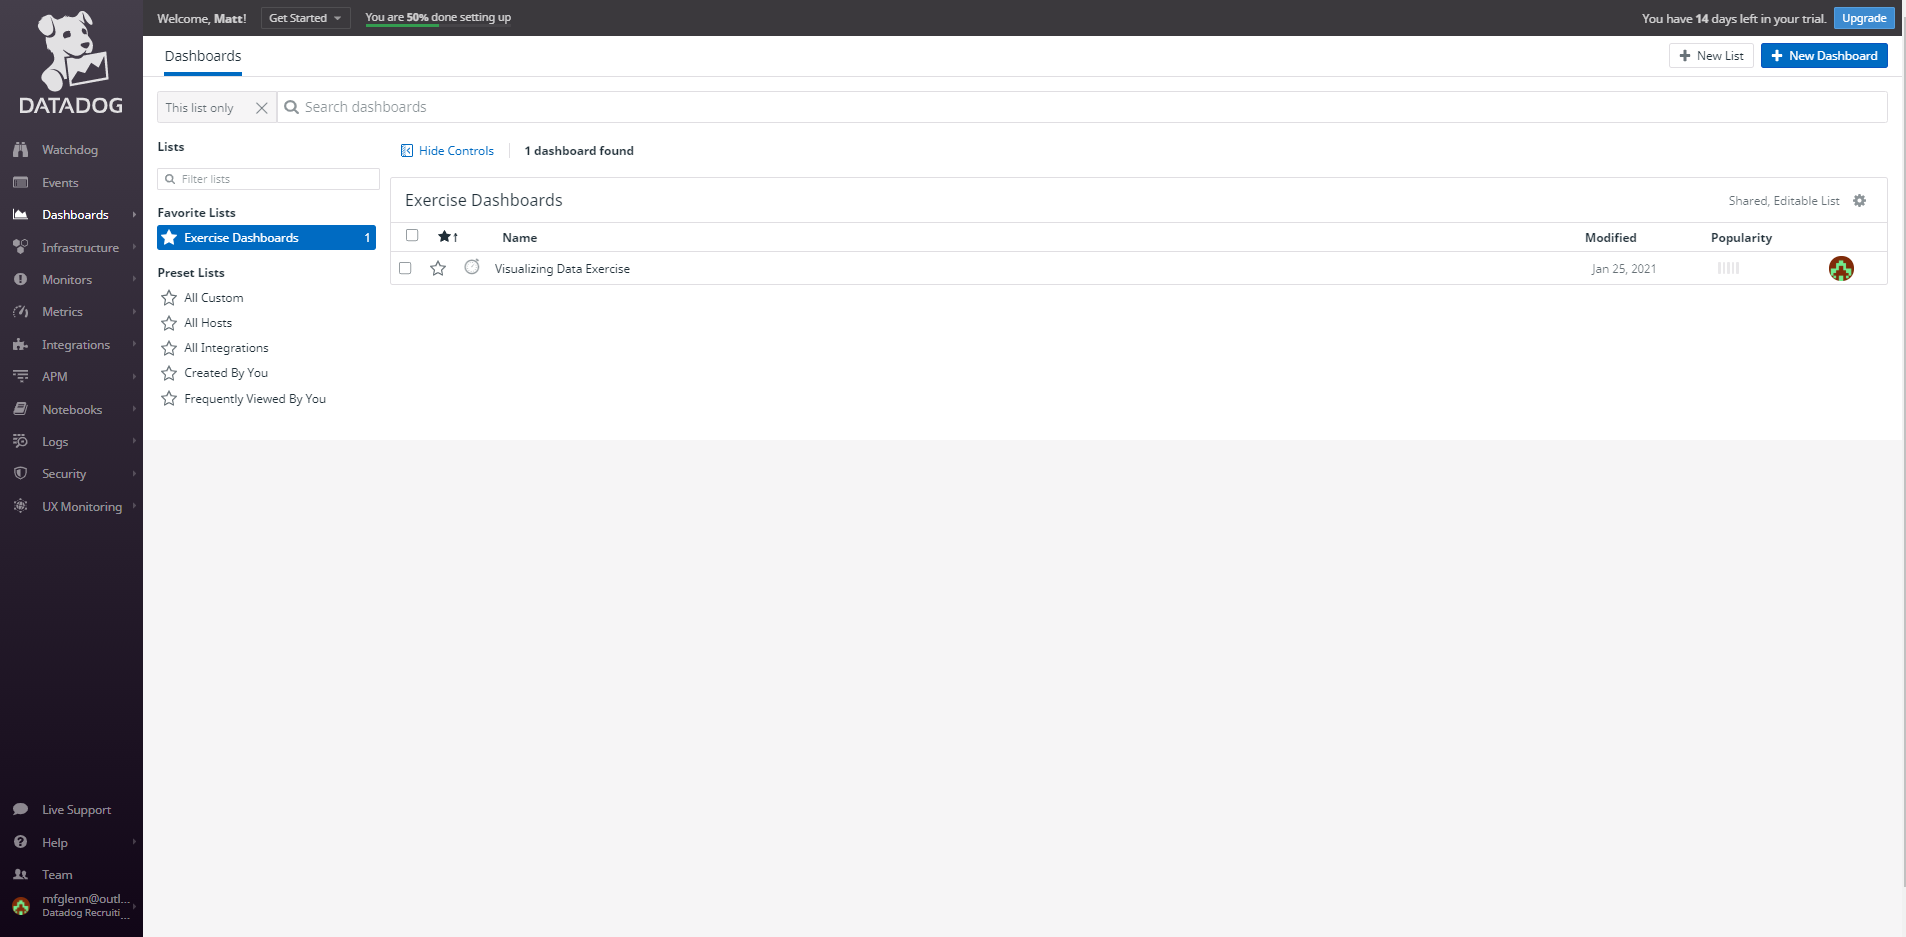 DATADOG
Watchdog
Events
Dashboards
Infrastructure
Monitors
Metrics
Integrations
APM
Notebooks
Logs
Security
UX Monitoring
Live Support
Help
Team
mfglenn@outl...
Datadog Recruiti...
Welcome, Matt! Get Started You are 50% done setting up You have 14 days left in your trial. Upgrade
Dashboards New List New Dashboard
This list only Search dashboards
Lists
Filter lists
Favorite Lists
Exercise Dashboards 1
Preset Lists
All Custom
All Hosts
All Integrations
Created By You
Frequently Viewed By You
Hide Controls 1 dashboard found
Exercise Dashboards Shared, Editable List
Name Modified Popularity
Visualizing Data Exercise Jan 25, 2021